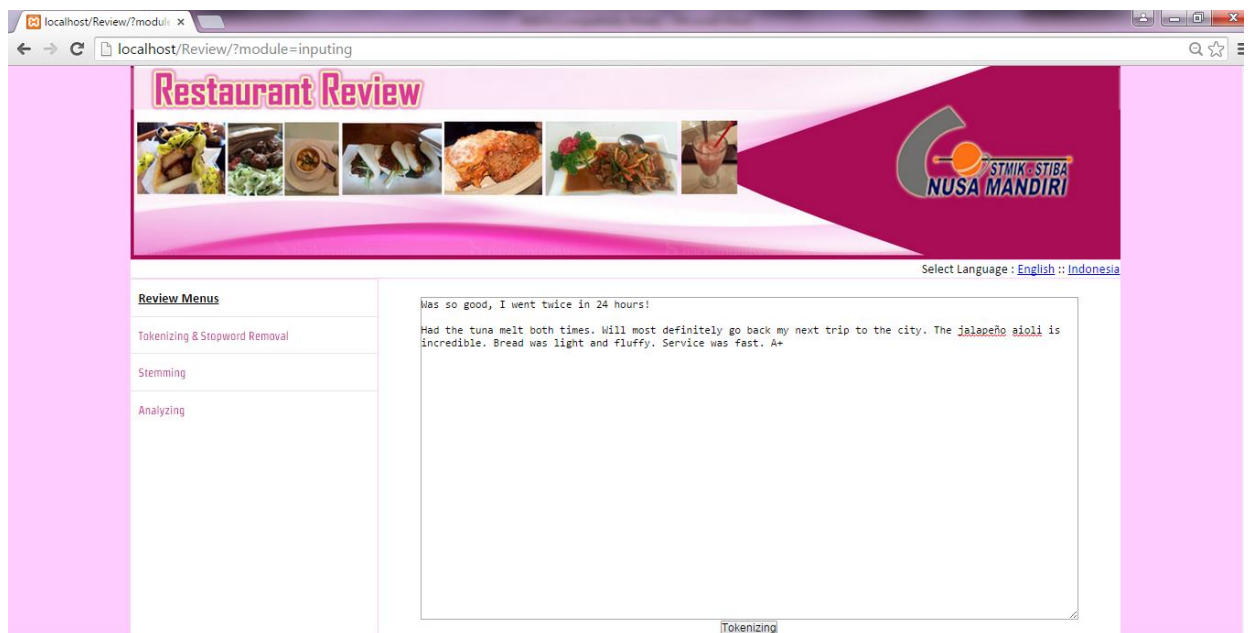 localhost/Review/?modul
localhost/Review/?module=inputing
Restaurant Review
STMIK STIBA
NUSA MANDIRI
Select Language : English :: Indonesia
Review Menus
Tokenizing & Stopword Removal
Stemming
Analyzing
Was so good, I went twice in 24 hours!
Had the tuna melt both times. Will most definitely go back my next trip to the city. The jalapeño aioli is
incredible. Bread was light and fluffy. Service was fast. A+
Tokenizing